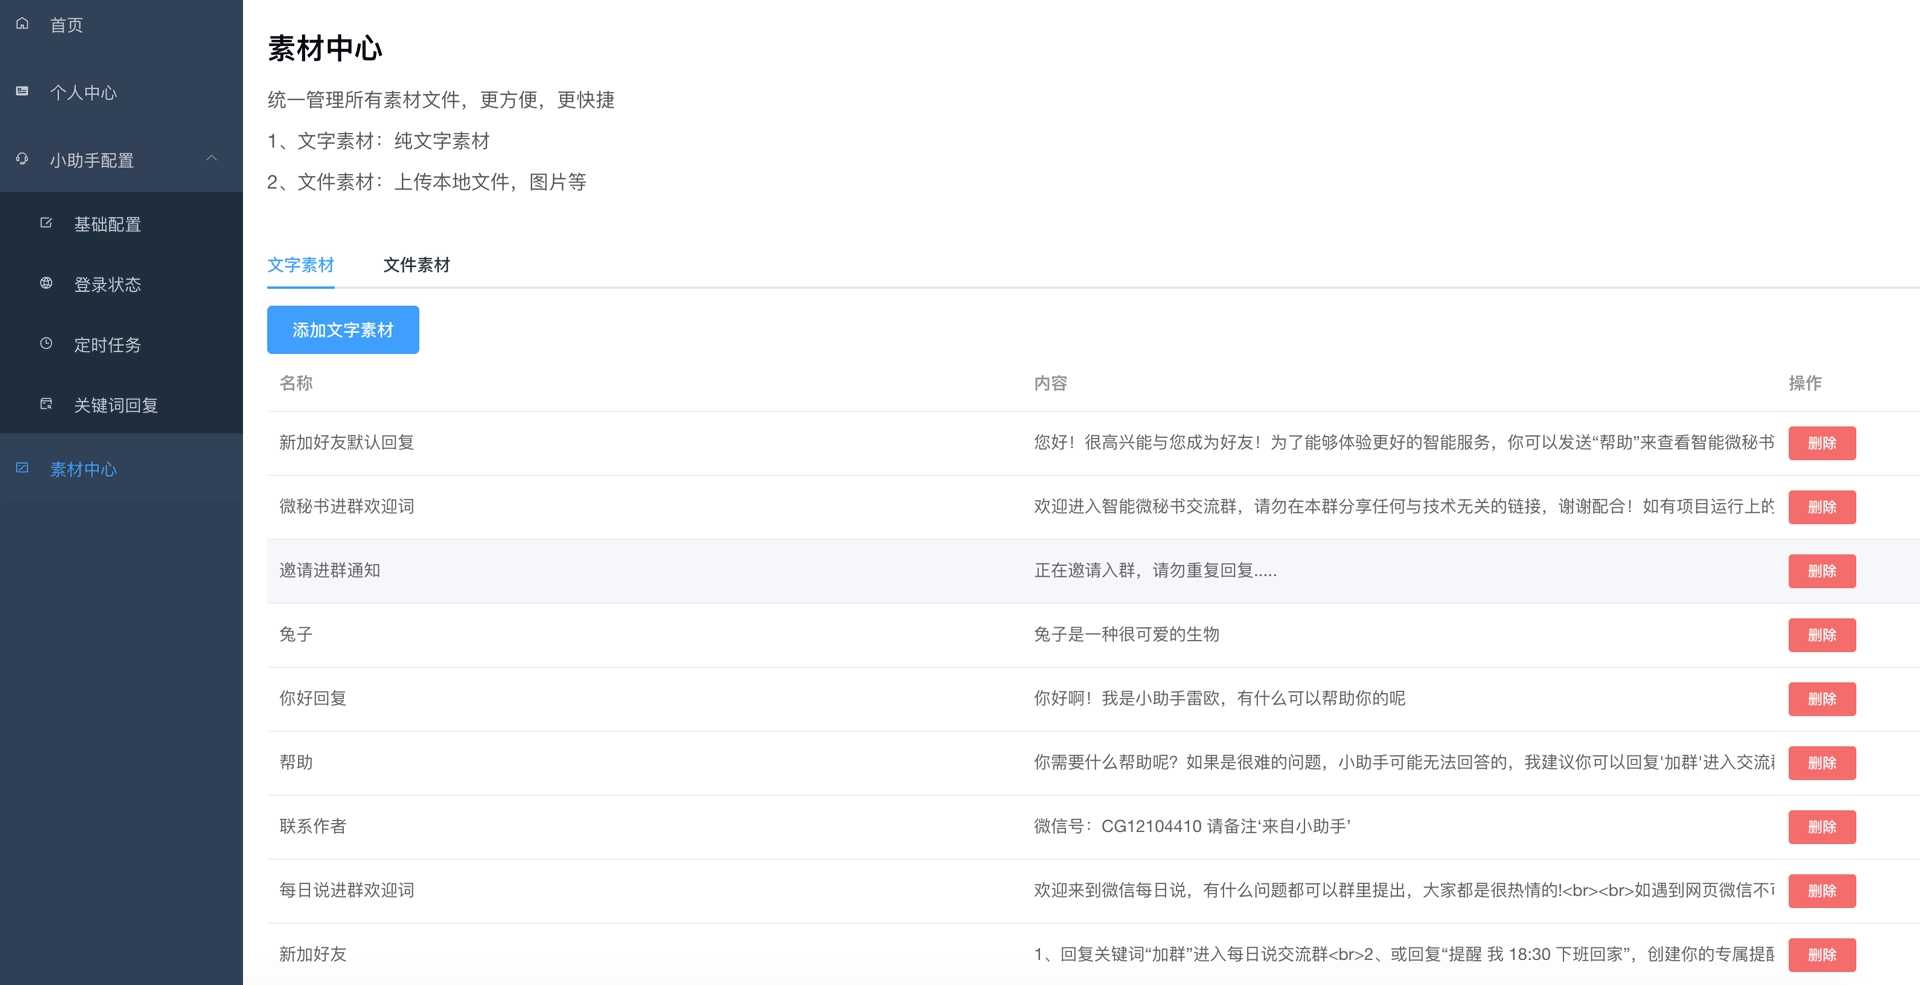 首页
个人中心
小助手配置
基础配置
登录状态
定时任务
关键词回复
素材中心
素材中心
统一管理所有素材文件，更方便，更快捷
1、文字素材：纯文字素材
2、文件素材：上传本地文件，图片等
文字素材 文件素材
添加文字素材
名称 内容 操作
新加好友默认回复 您好！很高兴能与您成为好友！为了能够体验更好的智能服务，你可以发送“帮助”来查看智能微秘书 删除
微秘书进群欢迎词 欢迎进入智能微秘书交流群，请勿在本群分享任何与技术无关的链接，谢谢配合！如有项目运行上的 删除
邀请进群通知 正在邀请入群，请勿重复回复..... 删除
兔子 兔子是一种很可爱的生物 删除
你好回复 你好啊！我是小助手雷欧，有什么可以帮助你的呢 删除
帮助 你需要什么帮助呢？如果是很难的问题，小助手可能无法回答的，我建议你可以回复'加群'进入交流 删除
联系作者 微信号：CG12104410 请备注‘来自小助手’ 删除
每日说进群欢迎词 欢迎来到微信每日说，有什么问题都可以群里提出，大家都是很热情的!<br><br>如遇到网页微信不 删除
新加好友 1、回复关键词“加群”进入每日说交流群<br>2、或回复“提醒 我 18:30 下班回家”，创建你的专属提醒 删除